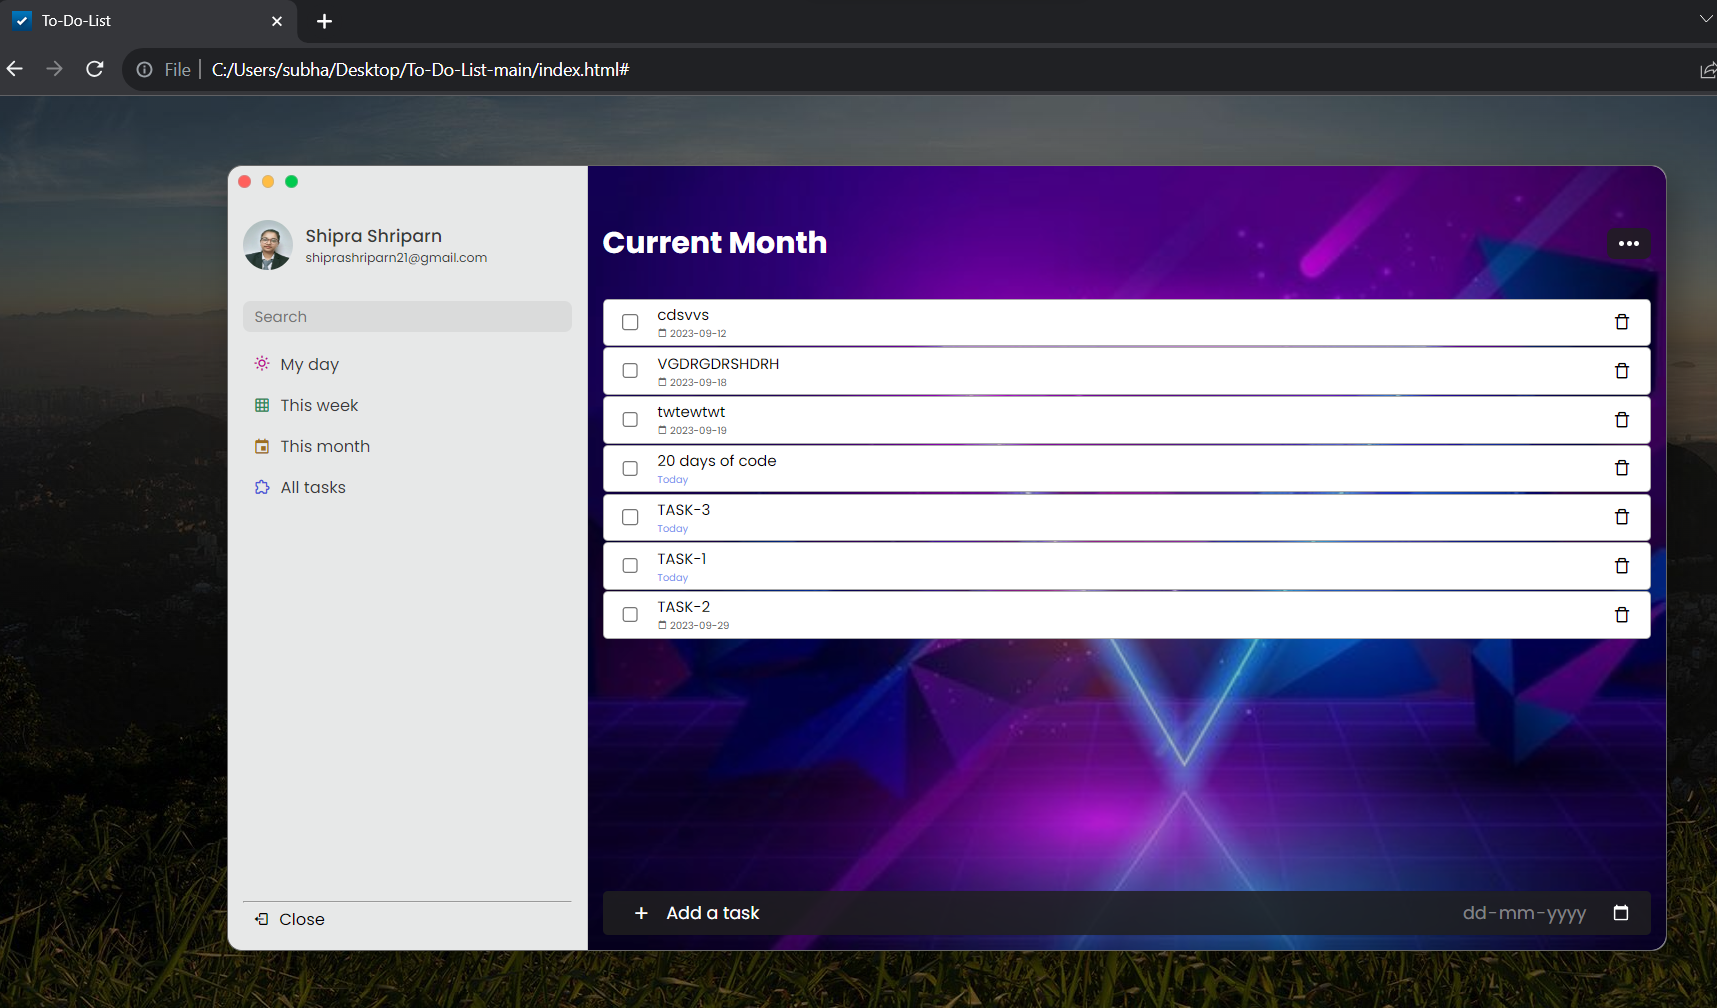 To-Do-List
File
C:/Users/subha/Desktop/To-Do-List-main/index.html#
Shipra Shriparn
shiprashriparn21@gmail.com
Search
My day
This week
This month
All tasks
Close
Current Month
cdsvvs
2023-09-12
VGDRGDRSHDRH
2023-09-18
twtewtwt
2023-09-19
20 days of code
Today
TASK-3
Today
TASK-1
Today
TASK-2
2023-09-29
Add a task
dd-mm-yyyy